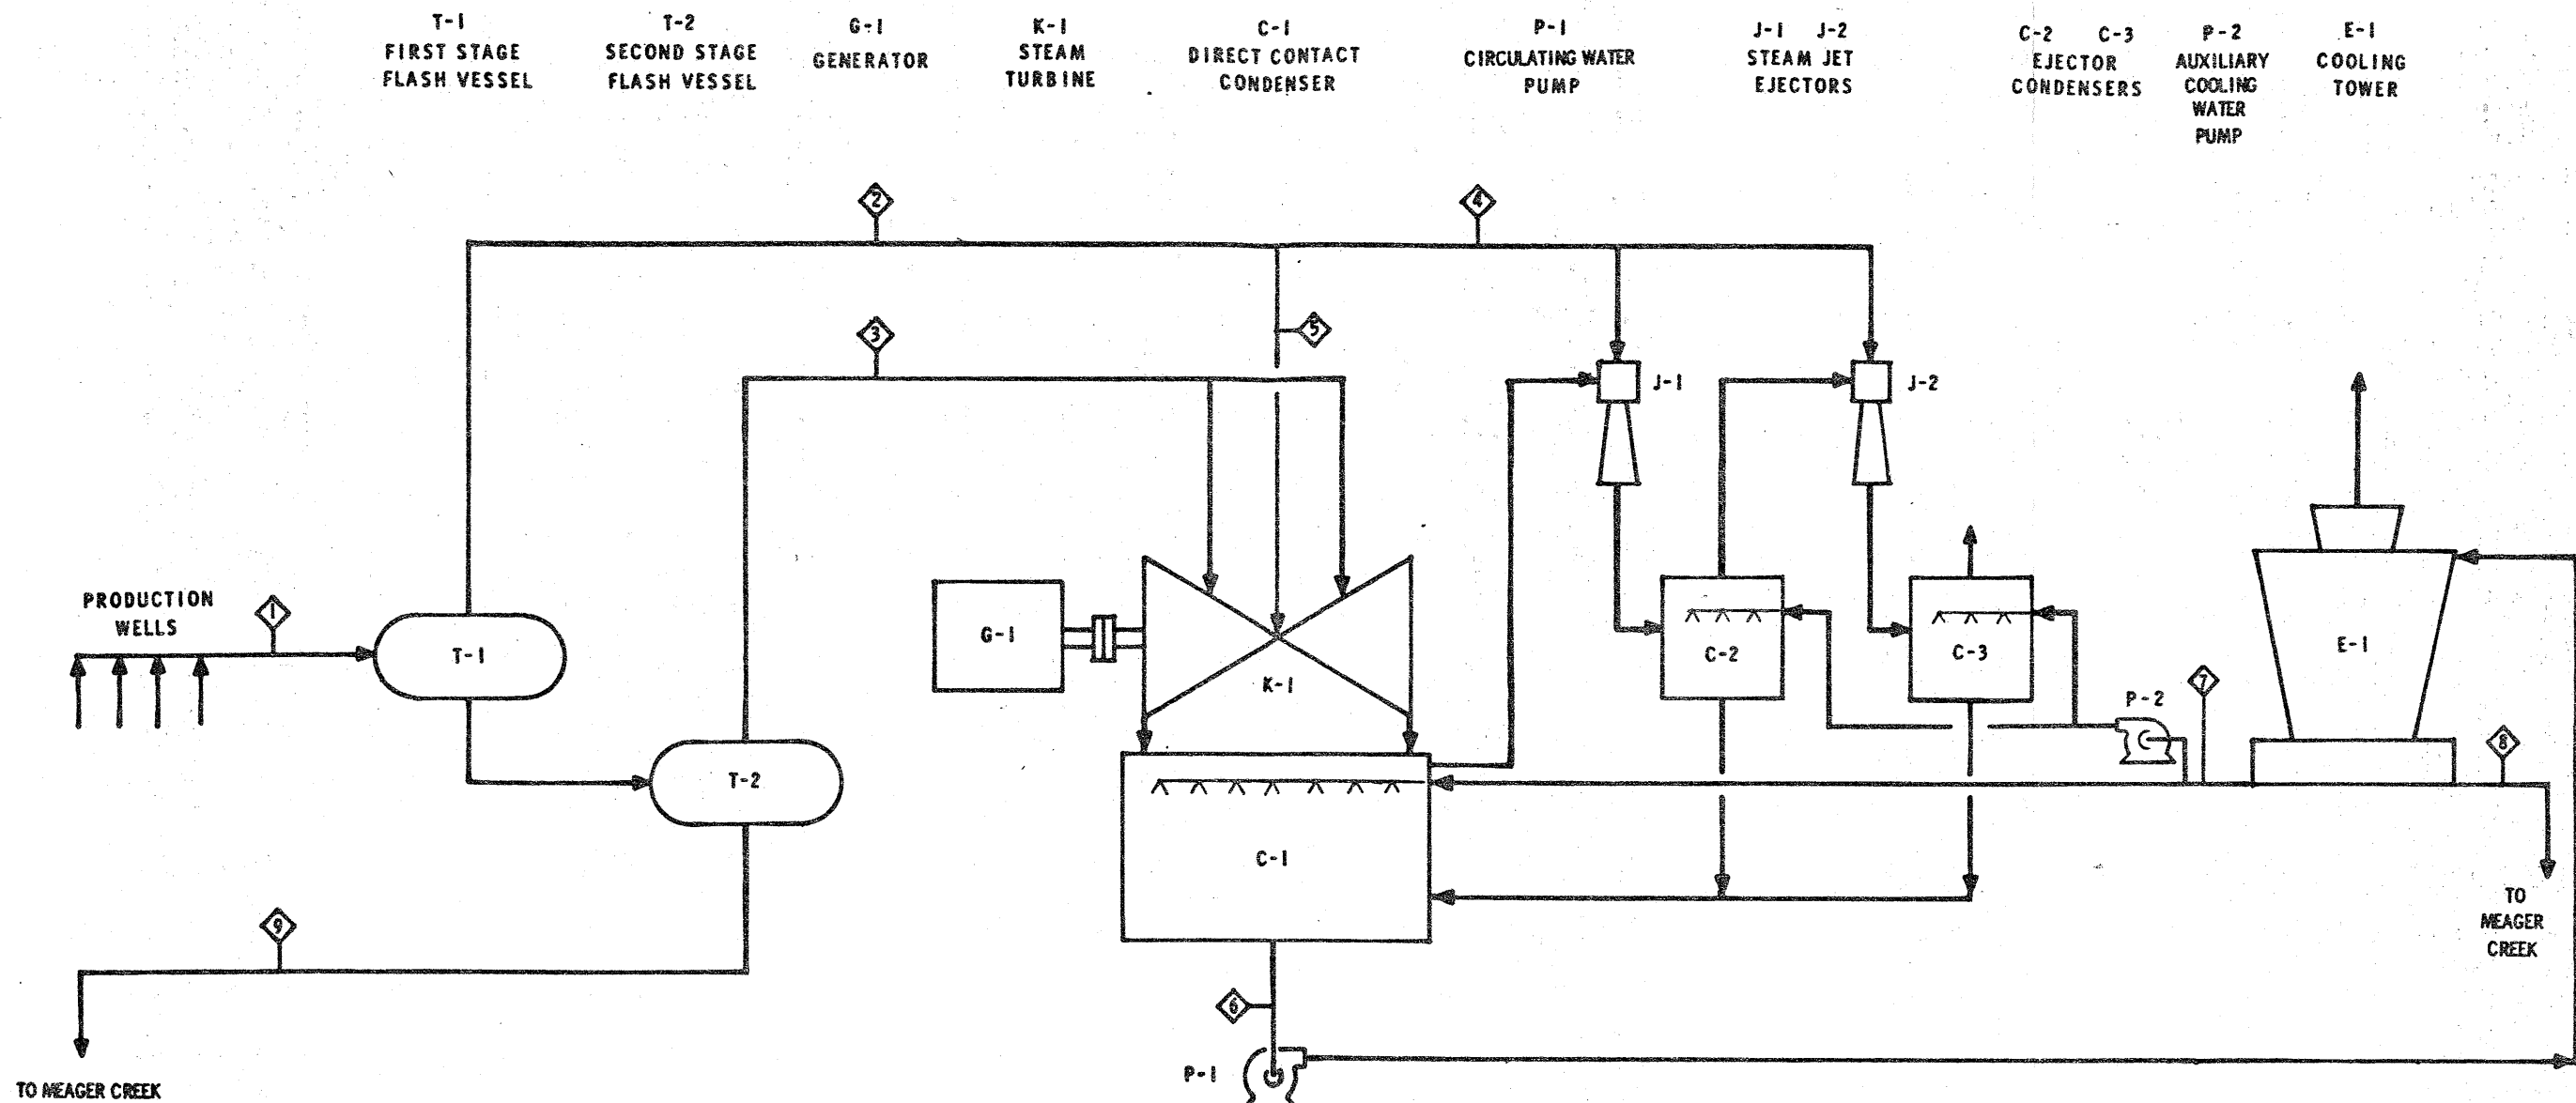 T-1
FIRST STAGE
FLASH VESSEL
T-2
SECOND STAGE
FLASH VESSEL
G-1
GENERATOR
K-1
STEAM
TURBINE
C-1
DIRECT CONTACT
CONDENSER
P-1
CIRCULATING WATER
PUMP
J-1 J-2
STEAM JET
EJECTORS
C-2 C-3
EJECTOR
CONDENSERS
P-2
AUXILIARY
COOLING
WATER
PUMP
E-1
COOLING
TOWER
2
4
3
5
J-1
J-2
PRODUCTION
WELLS
1
T-1
G-1
K-1
C-2
C-3
P-2
7
E-1
8
T-2
C-1
9
TO
MEAGER
CREEK
6
P-1
TO MEAGER CREEK